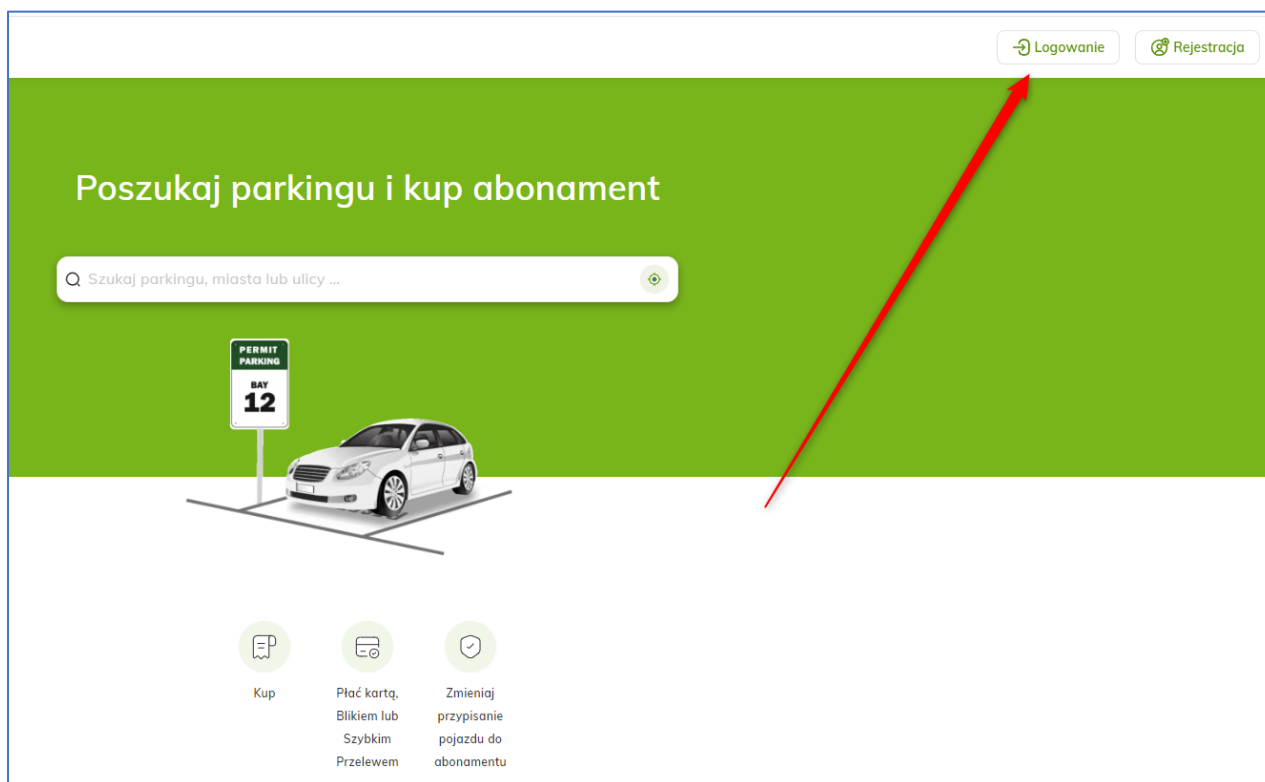 Logowanie
Rejestracja
Poszukaj parkingu i kup abonament
Szukaj parkingu, miasta lub ulicy ...
PERMIT
PARKING
BAY
12
Kup
Płać kartą,
Blikiem lub
Szybkim
Przelewem
Zmieniaj
przypisanie
pojazdu do
abonamentu